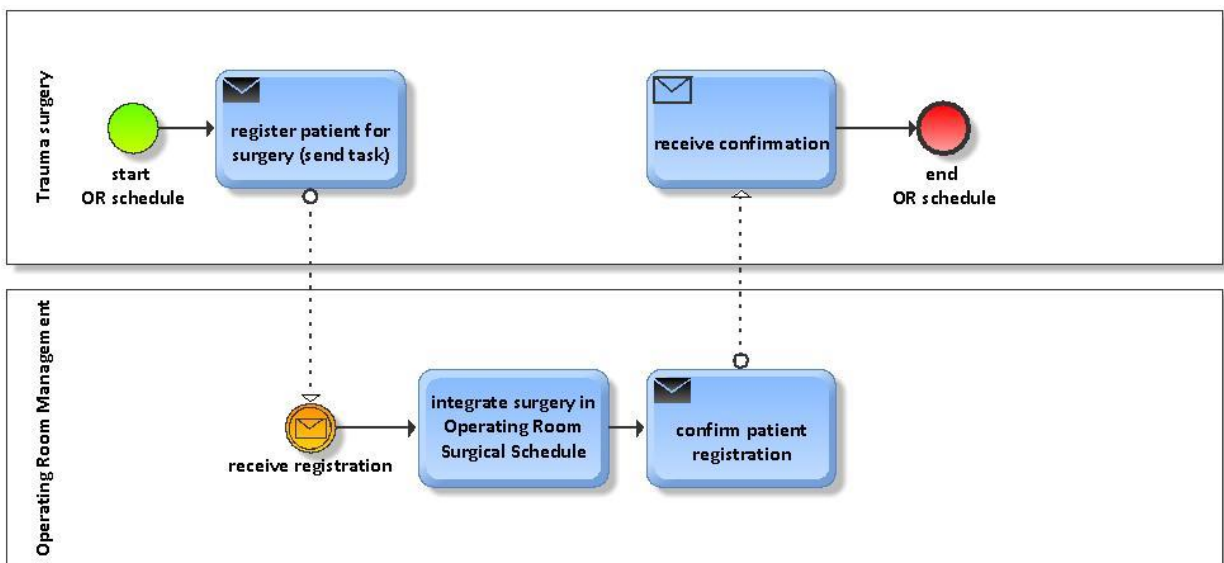 Trauma surgery
start
OR schedule
register patient for
surgery (send task)
receive confirmation
end
OR schedule
Operating Room Management
receive registration
integrate surgery in
Operating Room
Surgical Schedule
confirm patient
registration